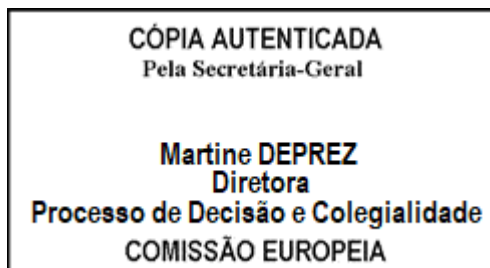 CÓPIA AUTENTICADA
Pela Secretária-Geral
Martine DEPREZ
Diretora
Processo de Decisão e Colegialidade
COMISSÃO EUROPEIA